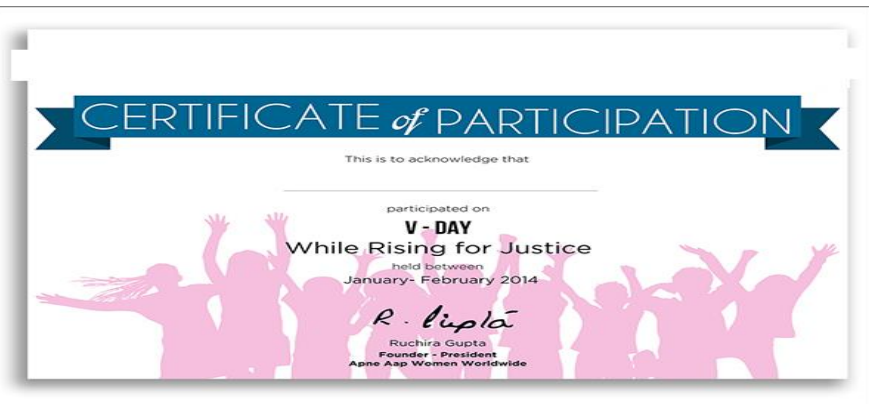 CERTIFICATE of PARTICIPATION
This is to acknowledge that
participated on
V - DAY
While Rising for Justice
held between
January- February 2014
R. Gupta
Ruchira Gupta
Founder - President
Apne Aap Women Worldwide